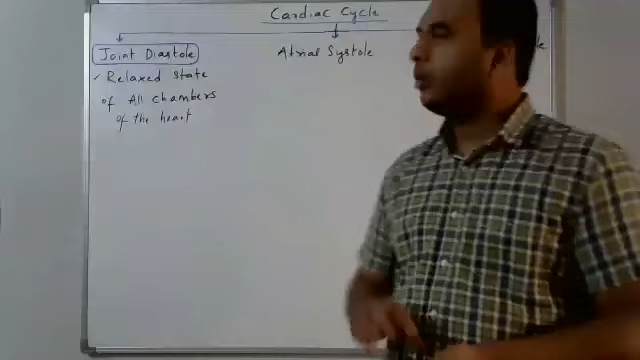 Cardiac Cycle
Joint Diastole
Atrial Systole
✓ Relaxed state
of All chambers
of the heart